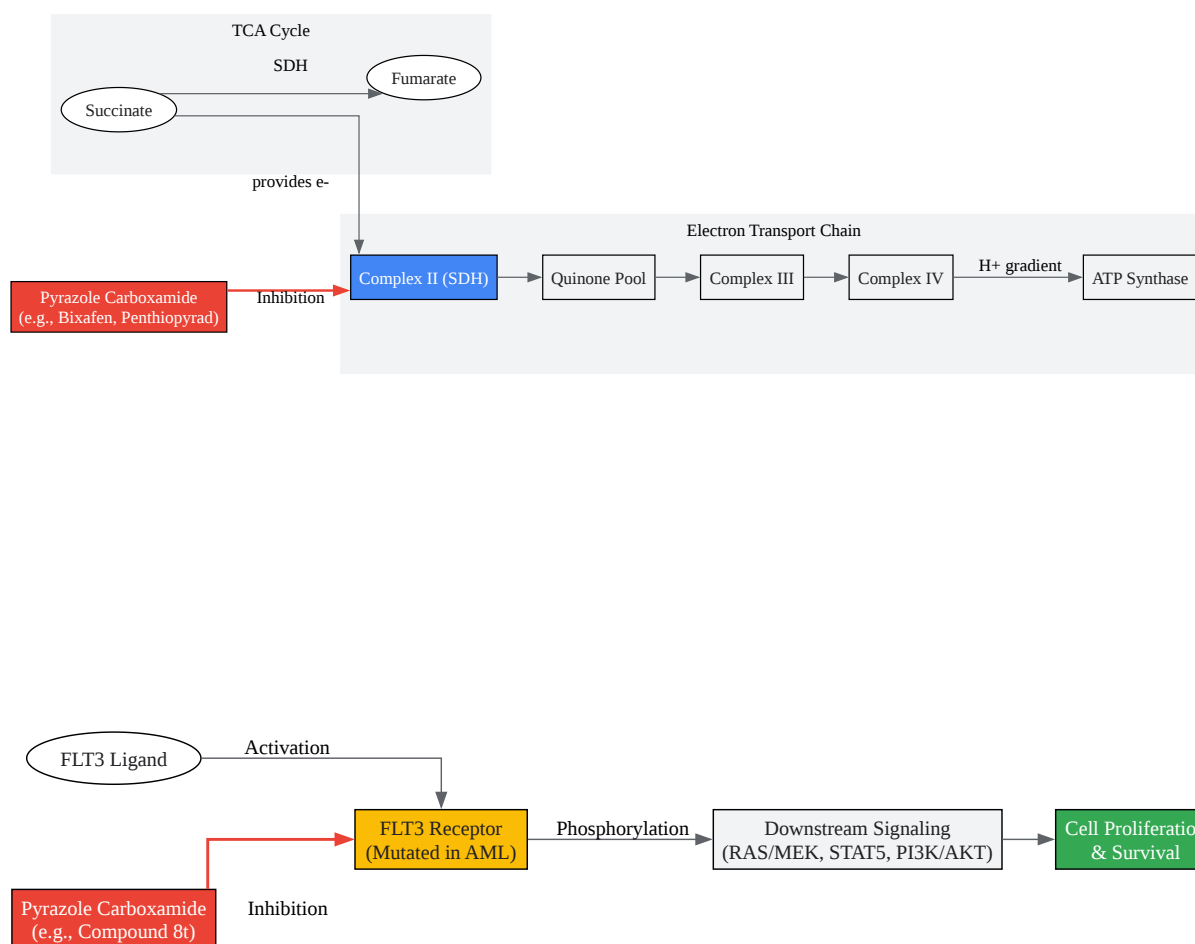 TCA Cycle
SDH
Fumarate
Succinate
provides e-
Electron Transport Chain
Complex II (SDH)
Quinone Pool
Complex III
Complex IV
H+ gradient
ATP Synthase
Pyrazole Carboxamide
(e.g., Bixafen, Penthiopyrad)
Inhibition
FLT3 Ligand
Activation
FLT3 Receptor
(Mutated in AML)
Phosphorylation
Downstream Signaling
(RAS/MEK, STAT5, PI3K/AKT)
Cell Proliferatio
& Survival
Pyrazole Carboxamide
(e.g., Compound 8t)
Inhibition